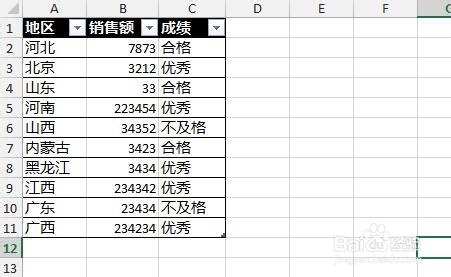 A B C D E F G
1 地区 销售额 成绩
2 河北 7873 合格
3 北京 3212 优秀
4 山东 33 合格
5 河南 223454 优秀
6 山西 34352 不及格
7 内蒙古 3423 合格
8 黑龙江 3434 优秀
9 江西 234342 优秀
10 广东 23434 不及格
11 广西 234234 优秀
12
13
Baidu 经验